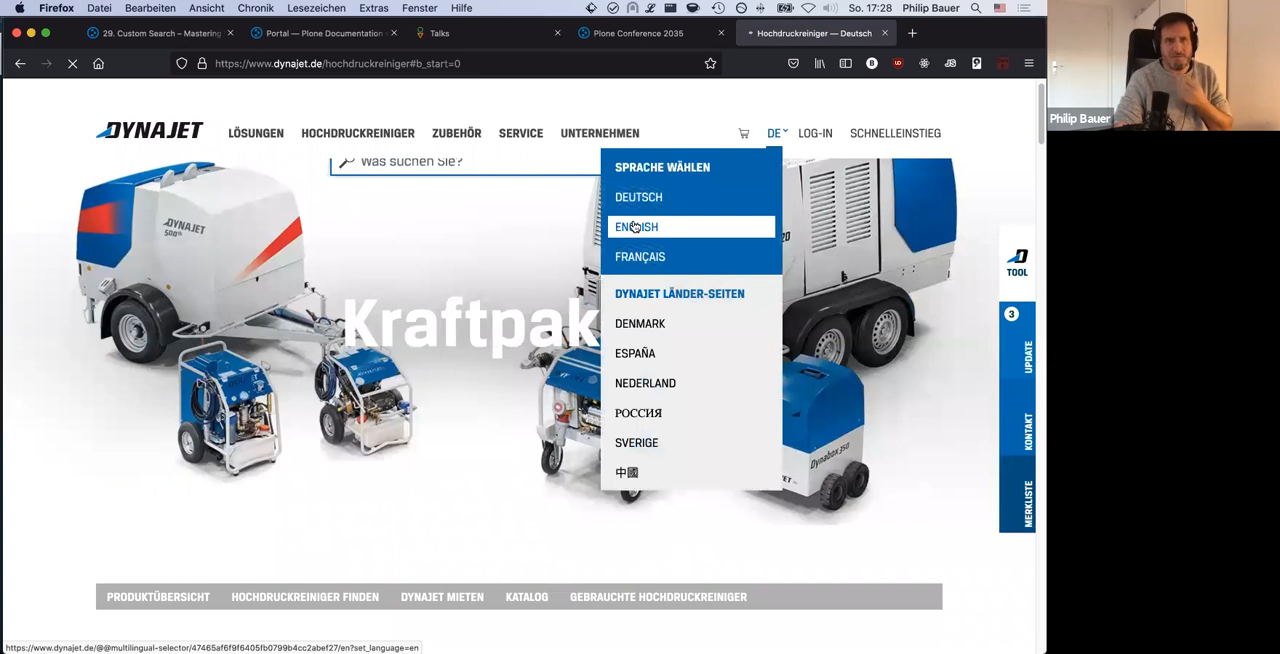 Firefox Datei Bearbeiten Ansicht Chronik Lesezeichen Extras Fenster Hilfe So. 17:28 Philip Bauer
29. Custom Search – Mastering
Portal — Plone Documentation
Talks
Plone Conference 2035
Hochdruckreiniger — Deutsch
https://www.dynajet.de/hochdruckreiniger#b_start=0
DYNAJET LÖSUNGEN HOCHDRUCKREINIGER ZUBEHÖR SERVICE UNTERNEHMEN DE LOG-IN SCHNELLEINSTIEG
Was suchen Sie?
SPRACHE WÄHLEN
DEUTSCH
ENGLISH
FRANÇAIS
DYNAJET LÄNDER-SEITEN
DENMARK
ESPAÑA
NEDERLAND
РОССИЯ
SVERIGE
中國
Kraftpak
DYNAJET
500th
Dynabox 350
TOOL
3
UPDATE
KONTAKT
MERKLISTE
PRODUKTÜBERSICHT HOCHDRUCKREINIGER FINDEN DYNAJET MIETEN KATALOG GEBRAUCHTE HOCHDRUCKREINIGER
https://www.dynajet.de/@@multilingual-selector/47465af6f9f6405fb0799b4cc2abef27/en?set_language=en
Philip Bauer